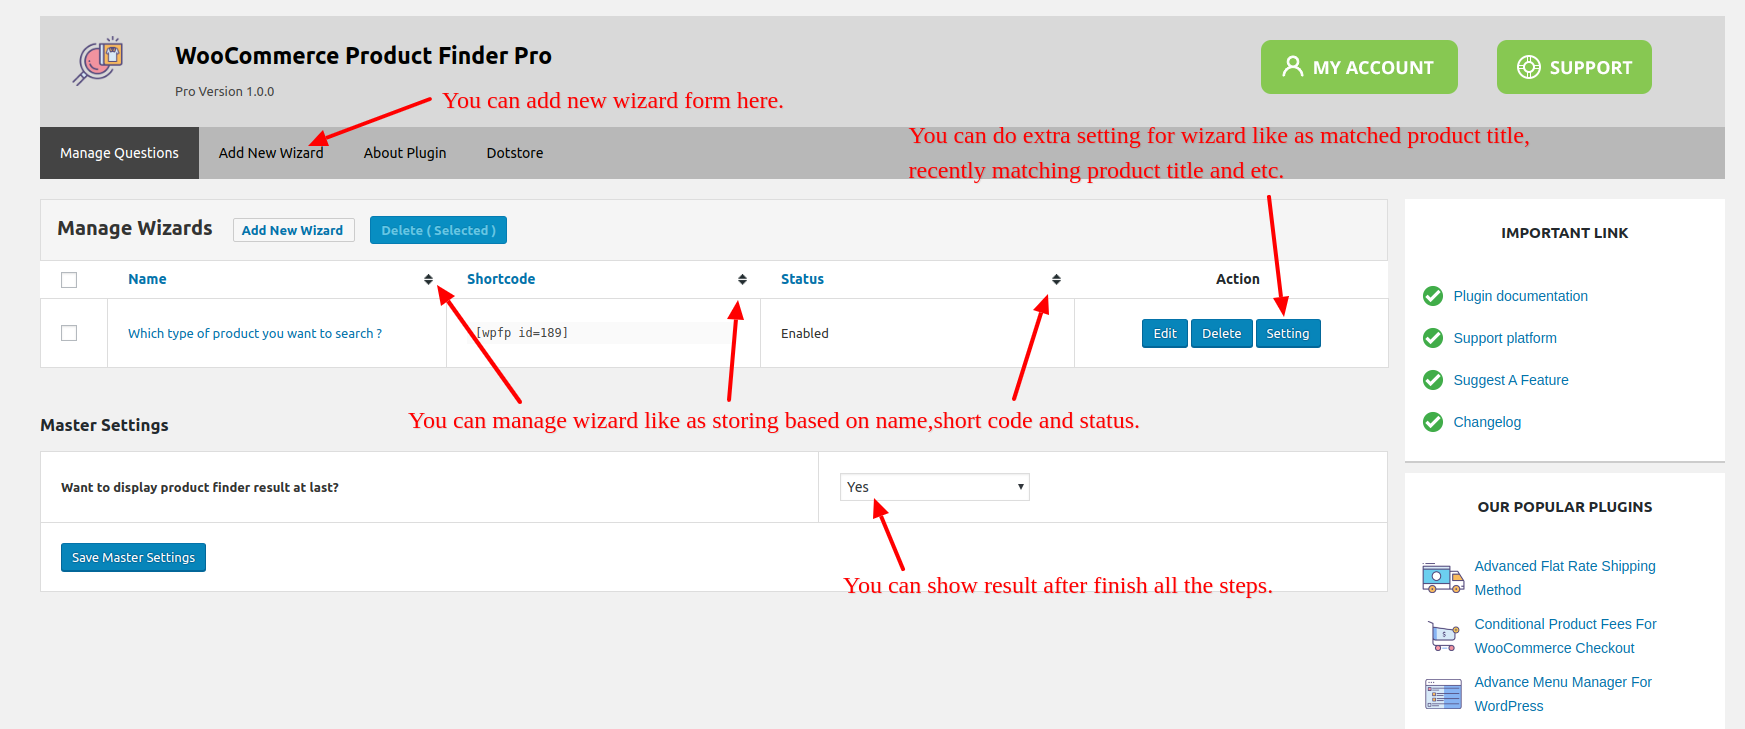 WooCommerce Product Finder Pro
Pro Version 1.0.0
MY ACCOUNT
SUPPORT
You can add new wizard form here.
You can do extra setting for wizard like as matched product title,
recently matching product title and etc.
Manage Questions
Add New Wizard
About Plugin
Dotstore
Manage Wizards
Add New Wizard
Delete ( Selected )
Name
Shortcode
Status
Action
Which type of product you want to search ?
[wpfp id=189]
Enabled
Edit
Delete
Setting
You can manage wizard like as storing based on name,short code and status.
Master Settings
Want to display product finder result at last?
Yes
Save Master Settings
You can show result after finish all the steps.
IMPORTANT LINK
Plugin documentation
Support platform
Suggest A Feature
Changelog
OUR POPULAR PLUGINS
Advanced Flat Rate Shipping
Method
Conditional Product Fees For
WooCommerce Checkout
Advance Menu Manager For
WordPress